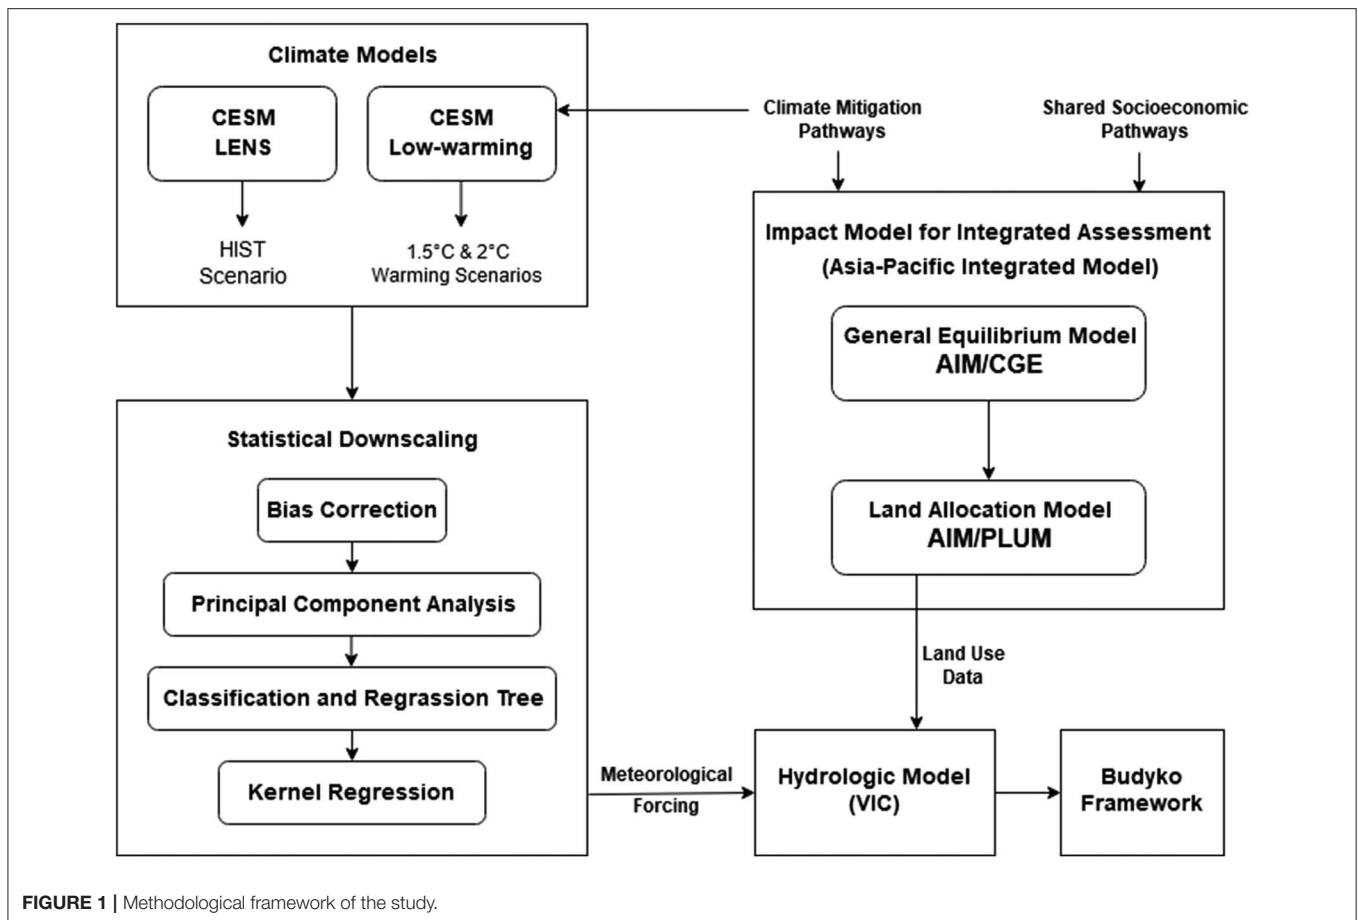 Climate Models
CESM
LENS
CESM
Low-warming
HIST
Scenario
1.5°C & 2°C
Warming Scenarios
Climate Mitigation
Pathways
Shared Socioeconomic
Pathways
Impact Model for Integrated Assessment
(Asia-Pacific Integrated Model)
General Equilibrium Model
AIM/CGE
Land Allocation Model
AIM/PLUM
Statistical Downscaling
Bias Correction
Principal Component Analysis
Classification and Regrassion Tree
Kernel Regression
Land Use
Data
Meteorological
Forcing
Hydrologic Model
(VIC)
Budyko
Framework
FIGURE 1 | Methodological framework of the study.